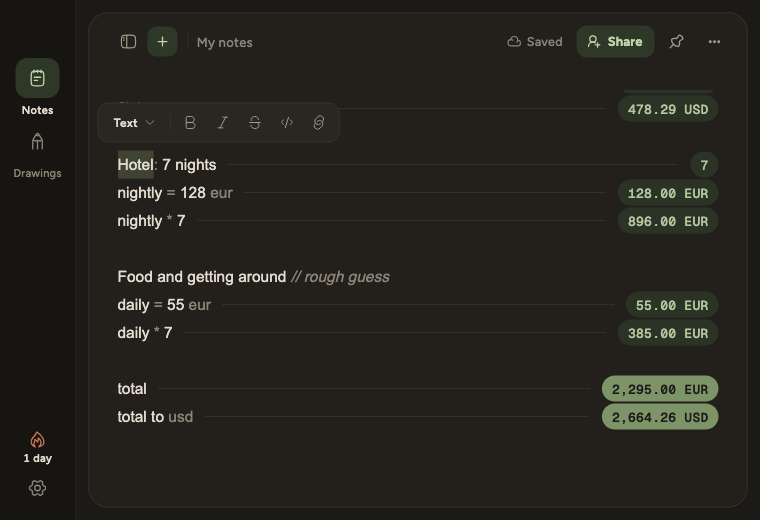 My notes
Saved
Share
Notes
Drawings
478.29 USD
Text
Hotel: 7 nights 7
nightly = 128 eur 128.00 EUR
nightly * 7 896.00 EUR
Food and getting around // rough guess
daily = 55 eur 55.00 EUR
daily * 7 385.00 EUR
total 2,295.00 EUR
total to usd 2,664.26 USD
1 day